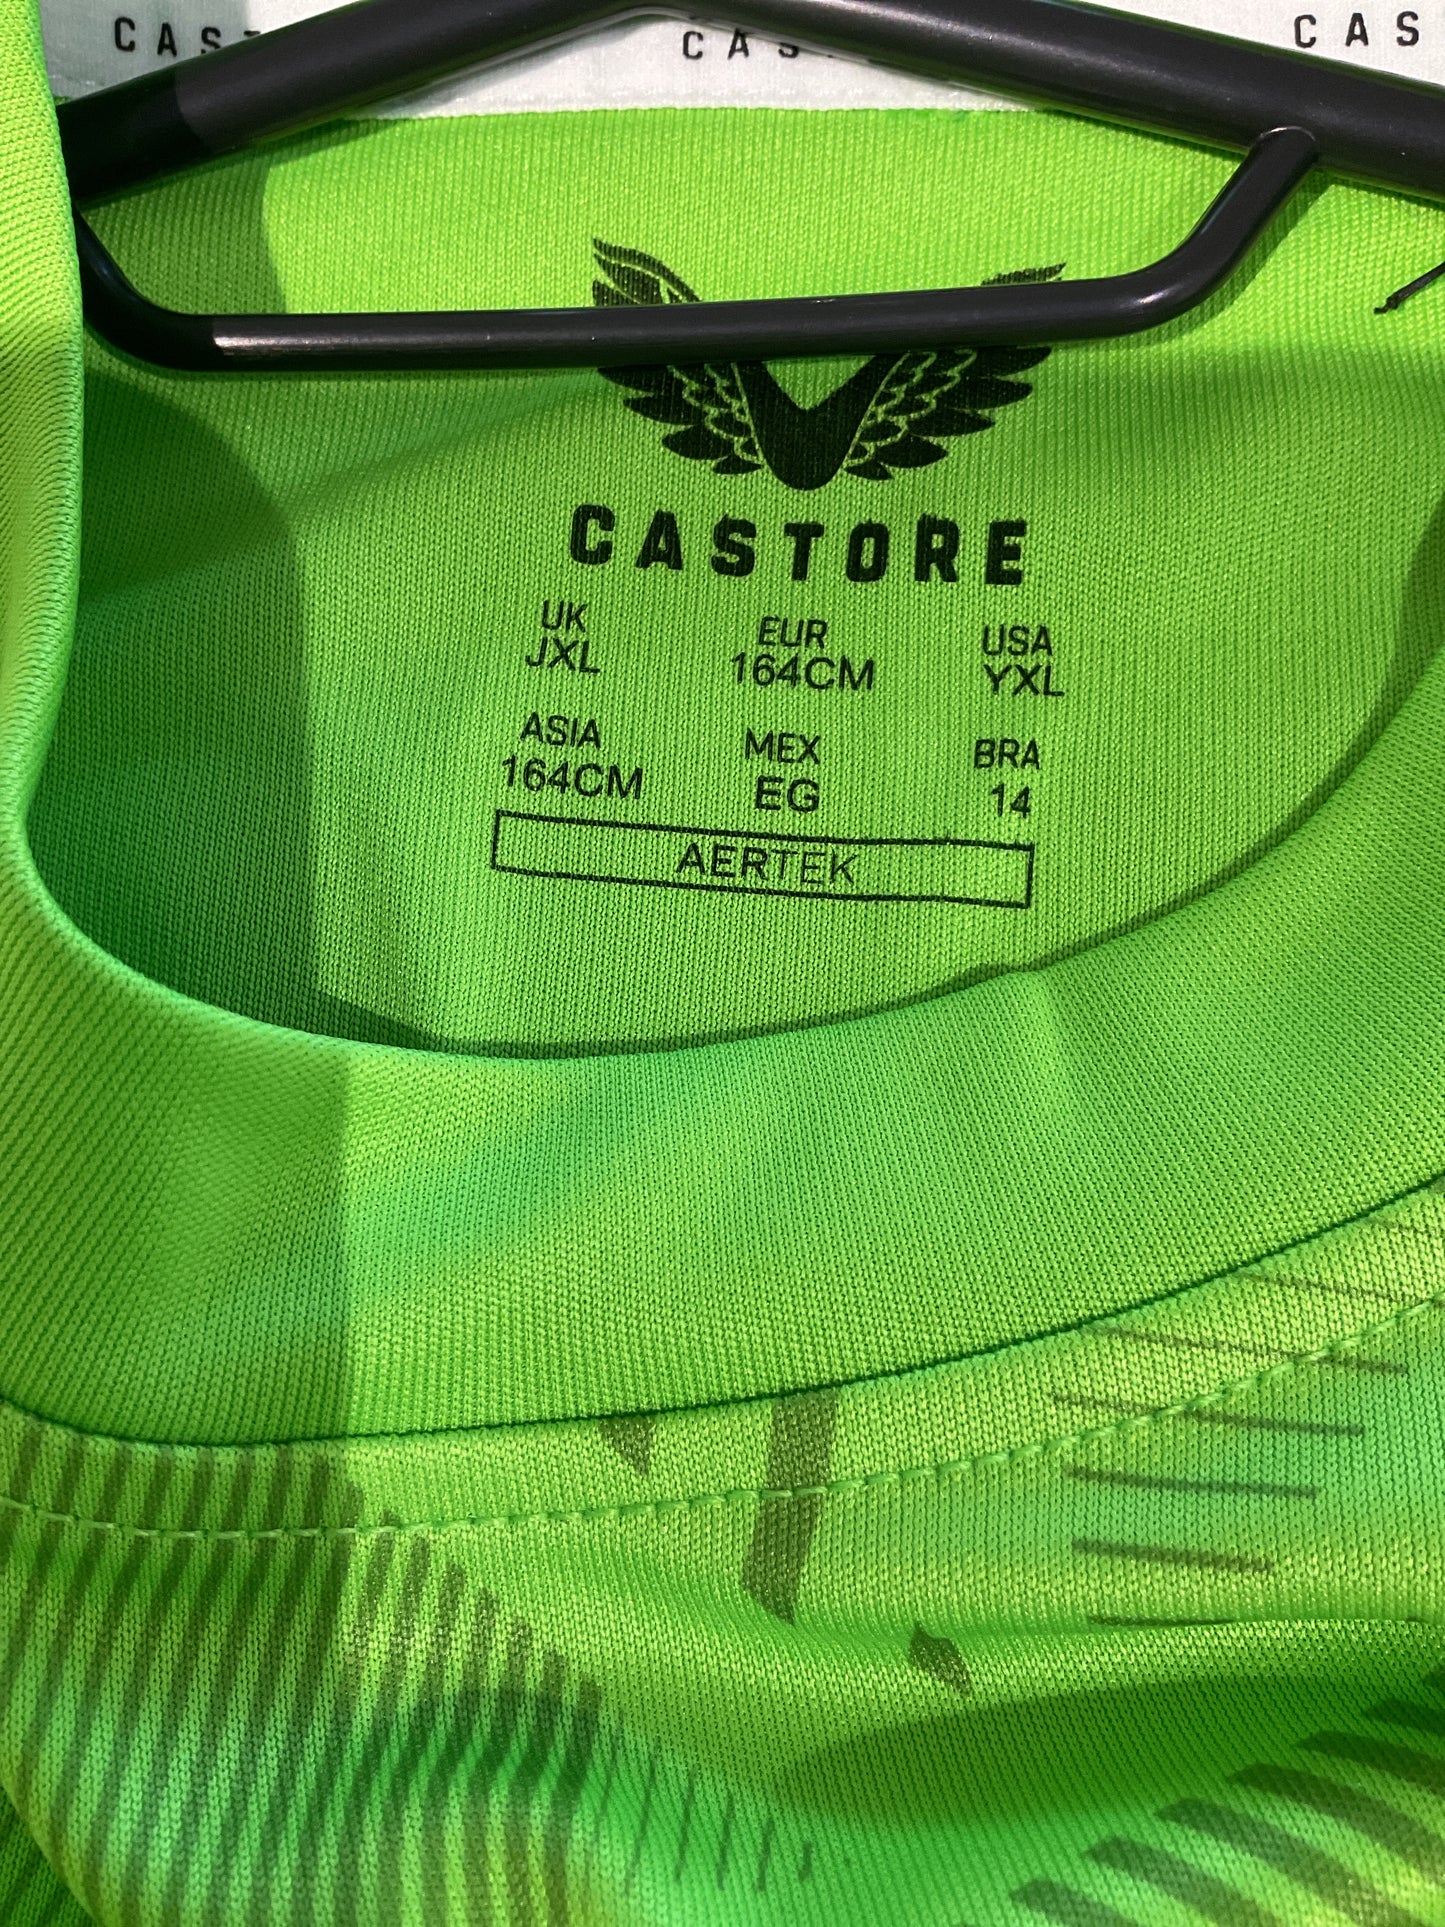 CAS CAS CAS
CASTORE
UK EUR USA
JXL 164CM YXL
ASIA MEX BRA
164CM EG 14
AERTEK